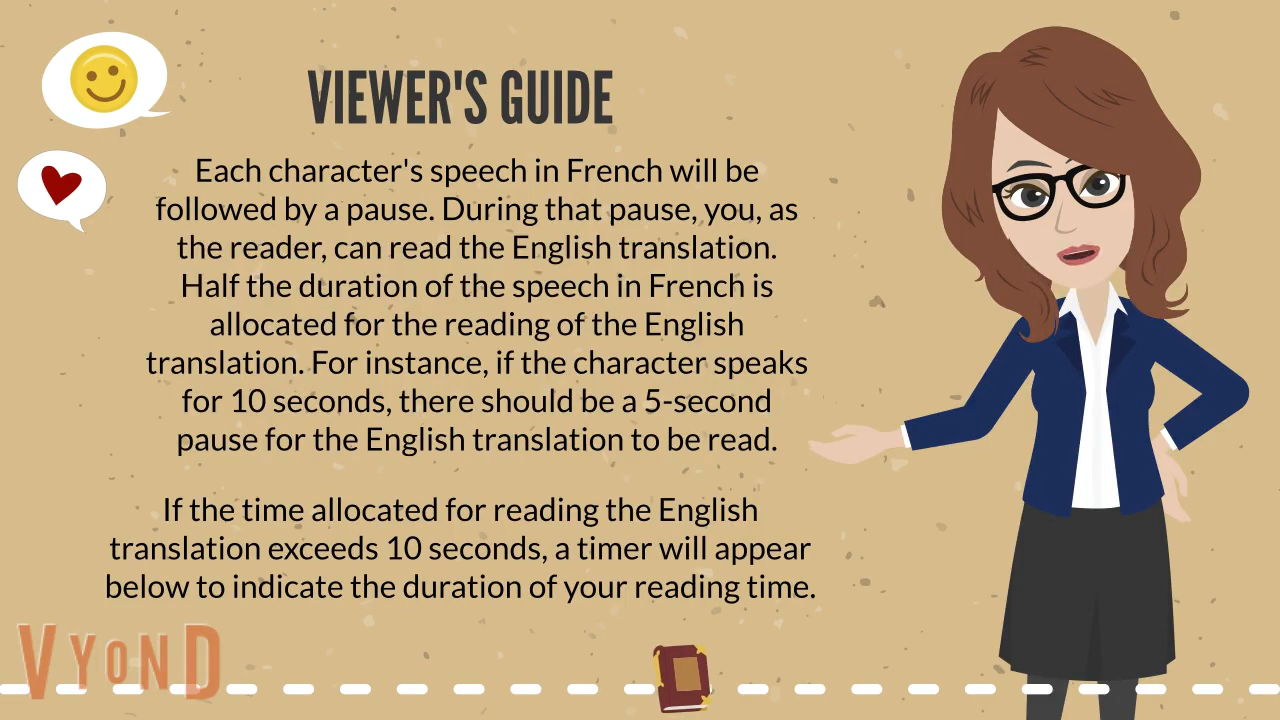 VIEWER'S GUIDE
Each character's speech in French will be
followed by a pause. During that pause, you, as
the reader, can read the English translation.
Half the duration of the speech in French is
allocated for the reading of the English
translation. For instance, if the character speaks
for 10 seconds, there should be a 5-second
pause for the English translation to be read.
If the time allocated for reading the English
translation exceeds 10 seconds, a timer will appear
below to indicate the duration of your reading time.
VYOND